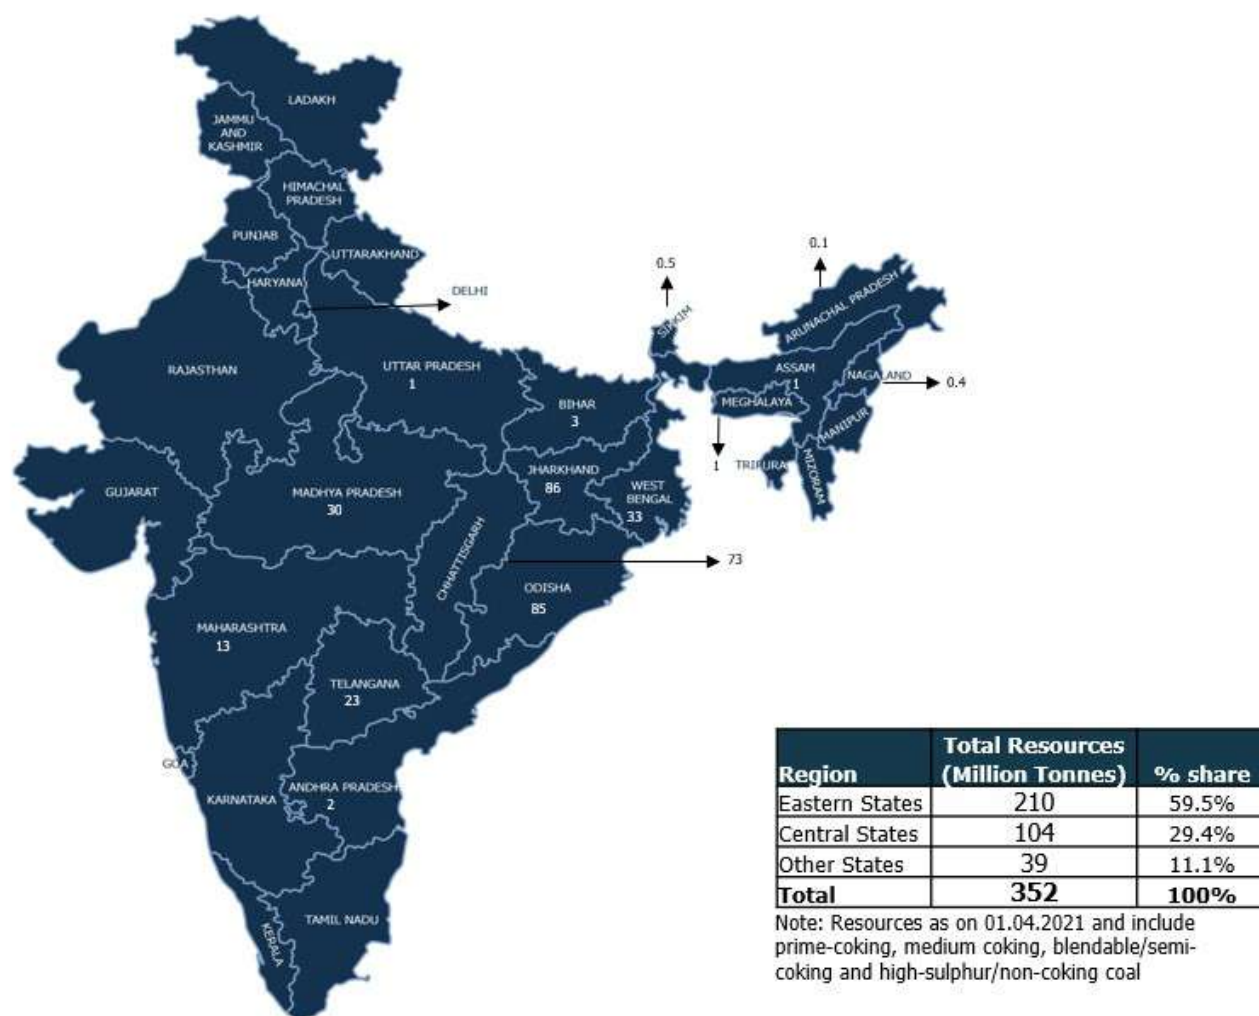 LADAKH
JAMMU
AND
KASHMIR
HIMACHAL
PRADESH
PUNJAB
UTTARAKHAND
HARYANA
DELHI
RAJASTHAN
UTTAR PRADESH
1
BIHAR
3
0.5
SIKKIM
0.1
ARUNACHAL PRADESH
ASSAM
1
NAGALAND
0.4
MEGHALAYA
1
MANIPUR
TRIPURA
MIZORAM
GUJARAT
MADHYA PRADESH
30
JHARKHAND
86
WEST
BENGAL
33
CHHATTISGARH
73
ODISHA
85
MAHARASHTRA
13
TELANGANA
23
GOA
KARNATAKA
ANDHRA PRADESH
2
KERALA
TAMIL NADU
Region Total Resources (Million Tonnes) % share
Eastern States 210 59.5%
Central States 104 29.4%
Other States 39 11.1%
Total 352 100%
Note: Resources as on 01.04.2021 and include
prime-coking, medium coking, blendable/semi-
coking and high-sulphur/non-coking coal